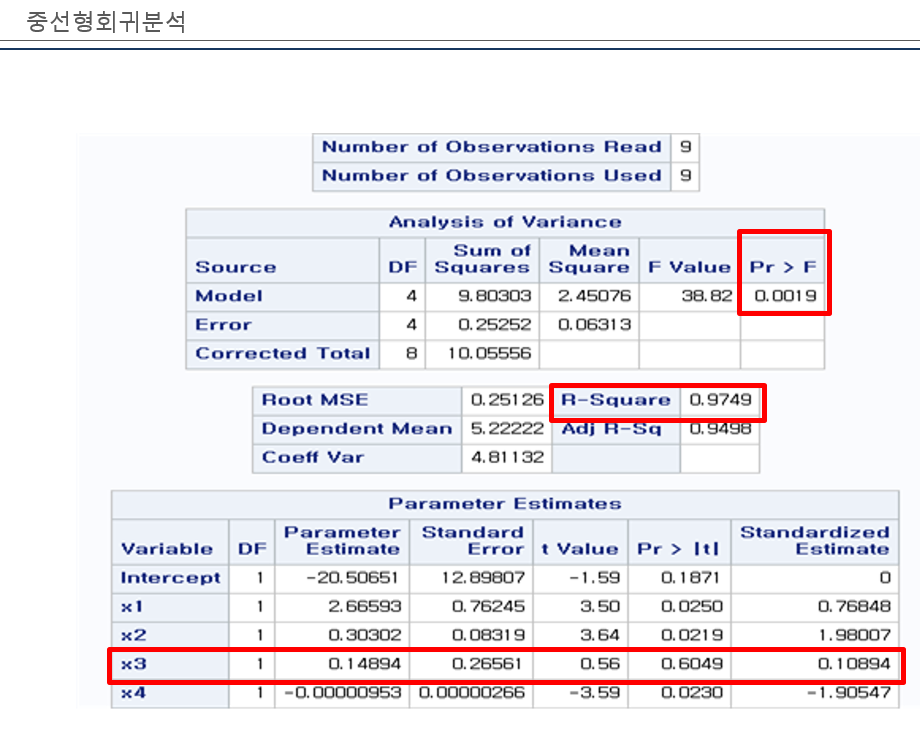 중선형회귀분석
Number of Observations Read 9
Number of Observations Used 9
Analysis of Variance
Source DF Sum of Squares Mean Square F Value Pr > F
Model 4 9.80303 2.45076 38.82 0.0019
Error 4 0.25252 0.06313
Corrected Total 8 10.05556
Root MSE 0.25126 R-Square 0.9749
Dependent Mean 5.22222 Adj R-Sq 0.9498
Coeff Var 4.81132
Parameter Estimates
Variable DF Parameter Estimate Standard Error t Value Pr > |t| Standardized Estimate
Intercept 1 -20.50651 12.89807 -1.59 0.1871 0
x1 1 2.66593 0.76245 3.50 0.0250 0.76848
x2 1 0.30302 0.08319 3.64 0.0219 1.98007
x3 1 0.14894 0.26561 0.56 0.6049 0.10894
x4 1 -0.00000953 0.00000266 -3.59 0.0230 -1.90547